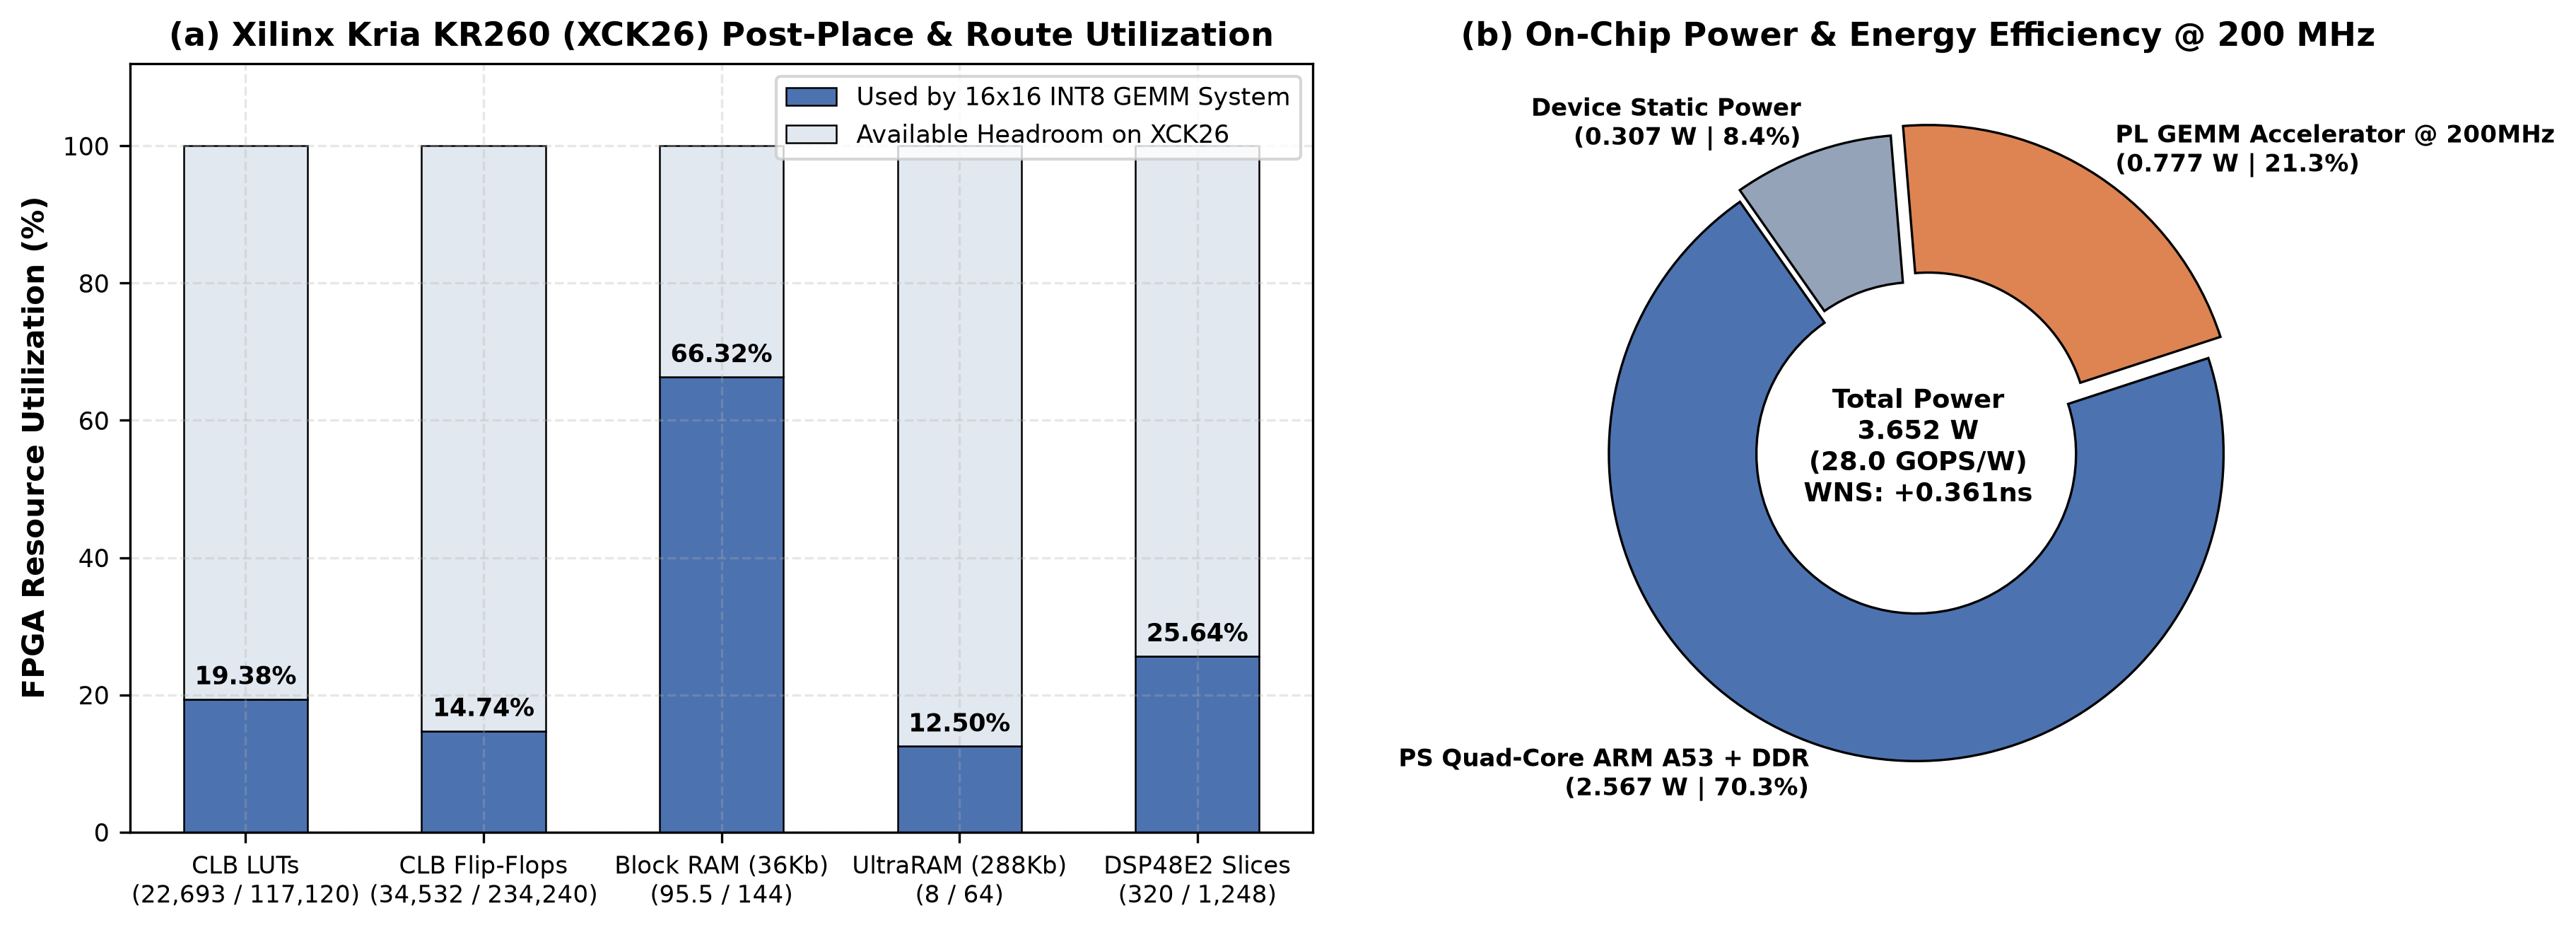 (a) Xilinx Kria KR260 (XCK26) Post-Place & Route Utilization
Used by 16x16 INT8 GEMM System
Available Headroom on XCK26
FPGA Resource Utilization (%)
100
80
60
40
20
0
19.38%
14.74%
66.32%
12.50%
25.64%
CLB LUTs
(22,693 / 117,120)
CLB Flip-Flops
(34,532 / 234,240)
Block RAM (36Kb)
(95.5 / 144)
UltraRAM (288Kb)
(8 / 64)
DSP48E2 Slices
(320 / 1,248)
(b) On-Chip Power & Energy Efficiency @ 200 MHz
Device Static Power
(0.307 W | 8.4%)
PL GEMM Accelerator @ 200MHz
(0.777 W | 21.3%)
Total Power
3.652 W
(28.0 GOPS/W)
WNS: +0.361ns
PS Quad-Core ARM A53 + DDR
(2.567 W | 70.3%)